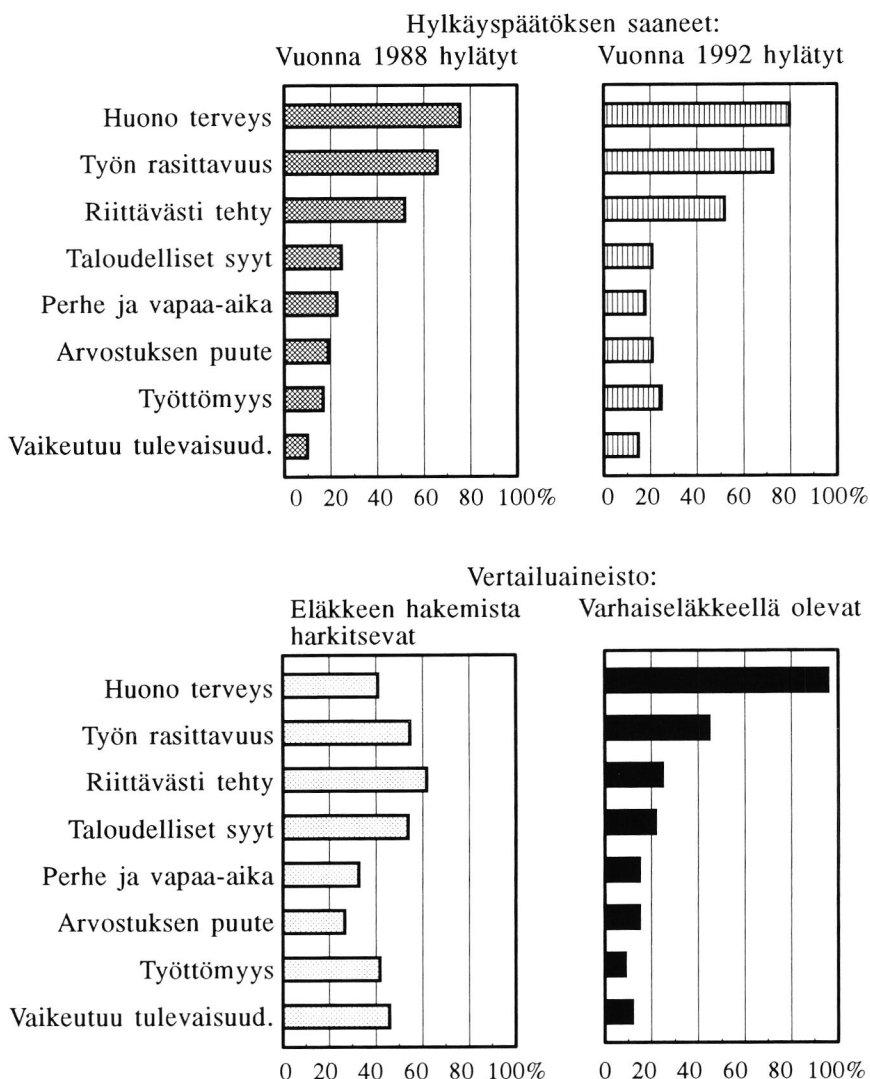 Hylkäyspäätöksen saaneet:
Vuonna 1988 hylätyt
Vuonna 1992 hylätyt
Huono terveys
Työn rasittavuus
Riittävästi tehty
Taloudelliset syyt
Perhe ja vapaa-aika
Arvostuksen puute
Työttömyys
Vaikeutuu tulevaisuud.
0 20 40 60 80 100%
0 20 40 60 80 100%
Vertailuaineisto:
Eläkkeen hakemista
harkitsevat
Varhaiseläkkeellä olevat
Huono terveys
Työn rasittavuus
Riittävästi tehty
Taloudelliset syyt
Perhe ja vapaa-aika
Arvostuksen puute
Työttömyys
Vaikeutuu tulevaisuud.
0 20 40 60 80 100%
0 20 40 60 80 100%